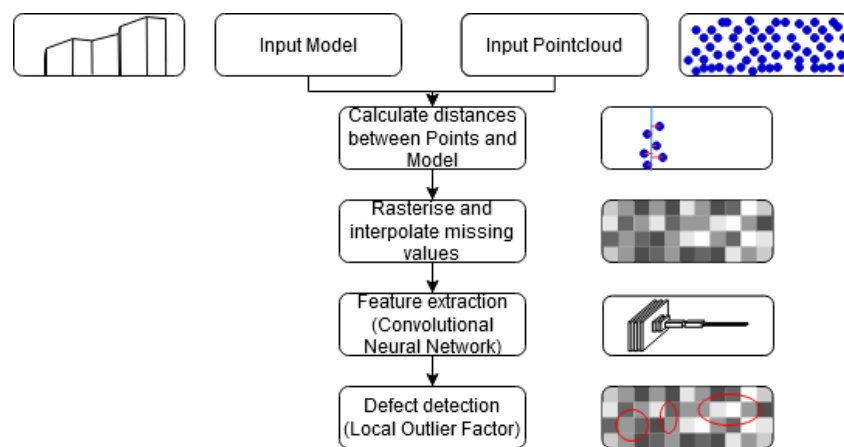 Input Model
Input Pointcloud
Calculate distances
between Points and
Model
Rasterise and
interpolate missing
values
Feature extraction
(Convolutional
Neural Network)
Defect detection
(Local Outlier Factor)